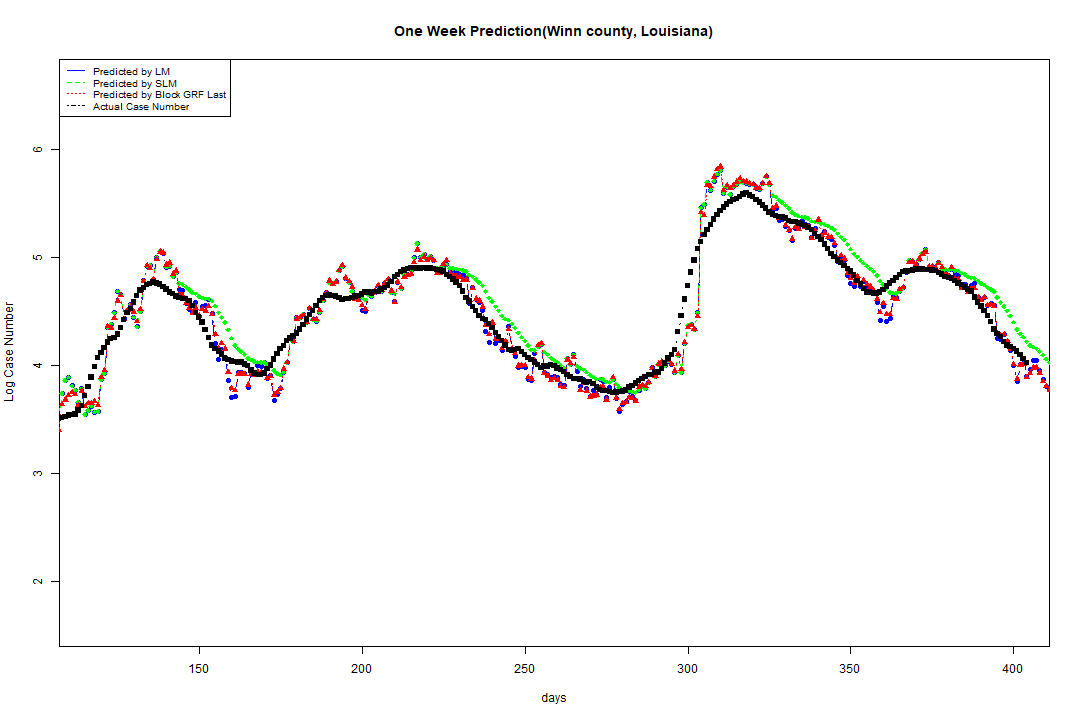 One Week Prediction(Winn county, Louisiana)
Predicted by LM
Predicted by SLM
Predicted by Block GRF Last
Actual Case Number
Log Case Number
6
5
4
3
2
150 200 250 300 350 400
days